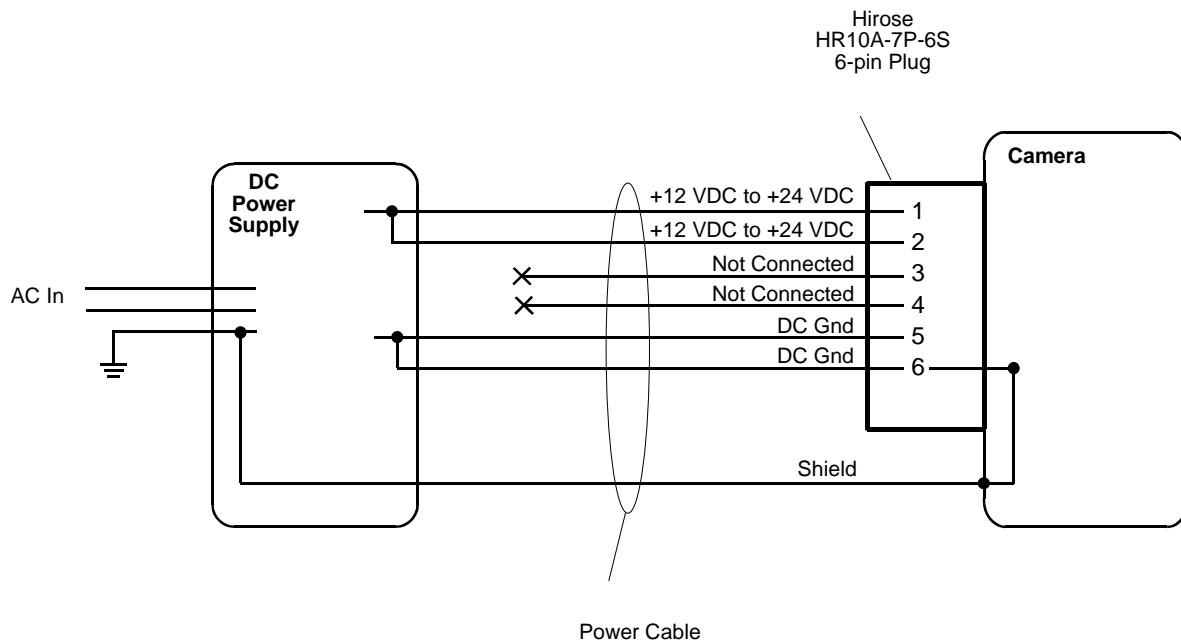 Hirose
HR10A-7P-6S
6-pin Plug
Camera
DC
Power
Supply
+12 VDC to +24 VDC
1
+12 VDC to +24 VDC
2
Not Connected
3
Not Connected
4
DC Gnd
5
DC Gnd
6
AC In
Shield
Power Cable